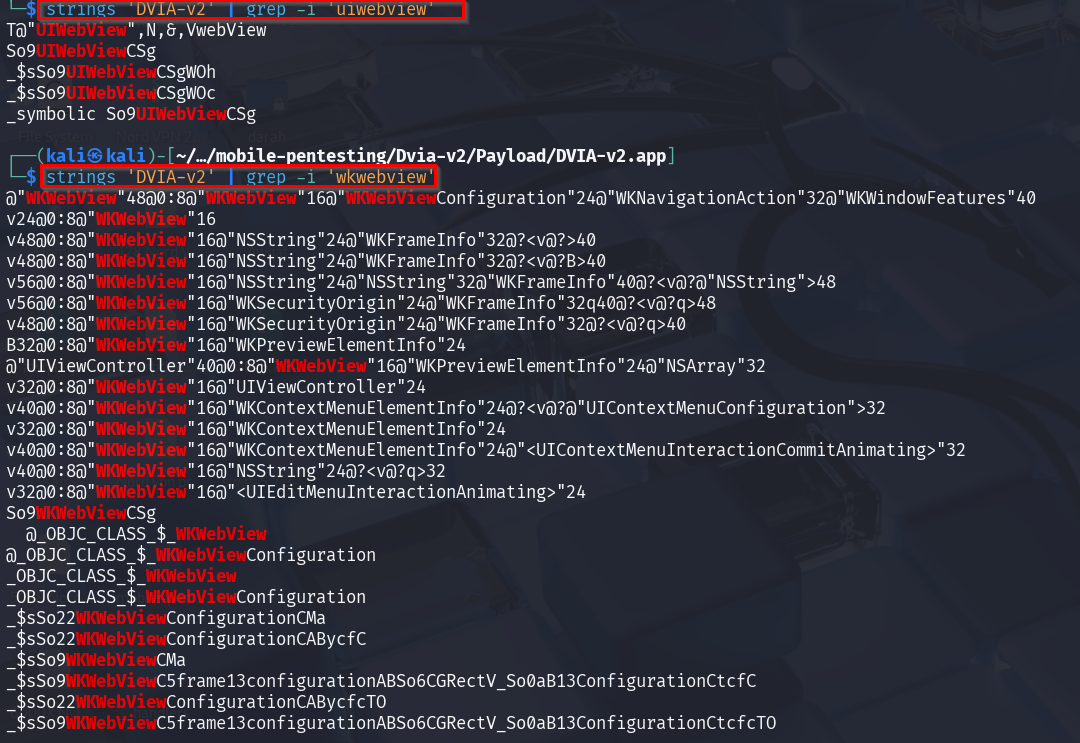 └─$ strings 'DVIA-v2' | grep -i 'uiwebview'
T@"UIWebView",N,&,VwebView
So9UIWebViewCSg
_$sSo9UIWebViewCSgWOh
_$sSo9UIWebViewCSgWOc
_symbolic So9UIWebViewCSg
┌──(kali㉿kali)-[~/…/mobile-pentesting/Dvia-v2/Payload/DVIA-v2.app]
└─$ strings 'DVIA-v2' | grep -i 'wkwebview'
@"WKWebView"48@0:8@"WKWebView"16@"WKWebViewConfiguration"24@"WKNavigationAction"32@"WKWindowFeatures"40
v24@0:8@"WKWebView"16
v48@0:8@"WKWebView"16@"NSString"24@"WKFrameInfo"32@?<v@?>40
v48@0:8@"WKWebView"16@"NSString"24@"WKFrameInfo"32@?<v@?B>40
v56@0:8@"WKWebView"16@"NSString"24@"NSString"32@"WKFrameInfo"40@?<v@?@"NSString">48
v56@0:8@"WKWebView"16@"WKSecurityOrigin"24@"WKFrameInfo"32q40@?<v@?q>48
v48@0:8@"WKWebView"16@"WKSecurityOrigin"24@"WKFrameInfo"32@?<v@?q>40
B32@0:8@"WKWebView"16@"WKPreviewElementInfo"24
@"UIViewController"40@0:8@"WKWebView"16@"WKPreviewElementInfo"24@"NSArray"32
v32@0:8@"WKWebView"16@"UIViewController"24
v40@0:8@"WKWebView"16@"WKContextMenuElementInfo"24@?<v@?@"UIContextMenuConfiguration">32
v32@0:8@"WKWebView"16@"WKContextMenuElementInfo"24
v40@0:8@"WKWebView"16@"WKContextMenuElementInfo"24@"<UIContextMenuInteractionCommitAnimating>"32
v40@0:8@"WKWebView"16@"NSString"24@?<v@?q>32
v32@0:8@"WKWebView"16@"<UIEditMenuInteractionAnimating>"24
So9WKWebViewCSg
@_OBJC_CLASS_$_WKWebView
@_OBJC_CLASS_$_WKWebViewConfiguration
_OBJC_CLASS_$_WKWebView
_OBJC_CLASS_$_WKWebViewConfiguration
_$sSo22WKWebViewConfigurationCMa
_$sSo22WKWebViewConfigurationCABycfC
_$sSo9WKWebViewCMa
_$sSo9WKWebViewC5frame13configurationABSo6CGRectV_So0aB13ConfigurationCtcfC
_$sSo22WKWebViewConfigurationCABycfcTO
_$sSo9WKWebViewC5frame13configurationABSo6CGRectV_So0aB13ConfigurationCtcfcTO